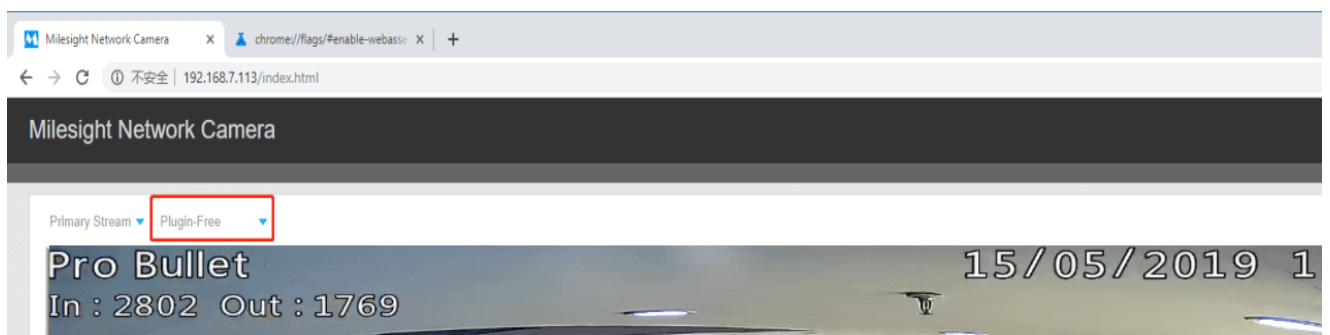 Milesight Network Camera chrome://flags/#enable-webasse
不安全 192.168.7.113/index.html
Milesight Network Camera
Primary Stream Plugin-Free
Pro Bullet 15/05/2019 1
In : 2802 Out : 1769